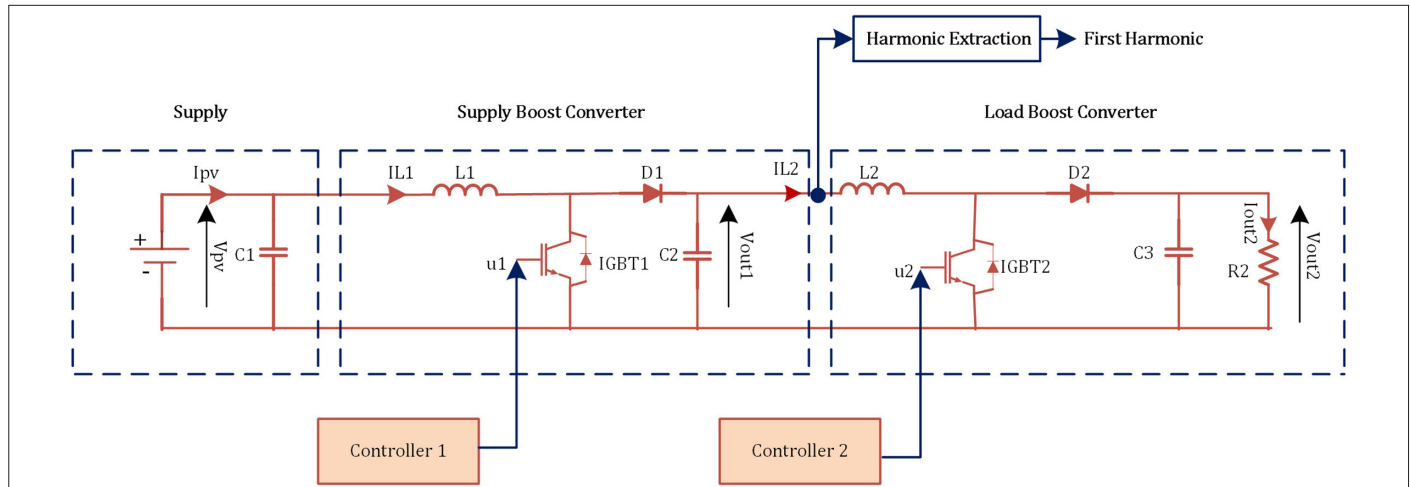 Harmonic Extraction
First Harmonic
Supply
Supply Boost Converter
Load Boost Converter
Ipv
IL1
L1
D1
IL2
L2
D2
+
-
Vpv
C1
u1
IGBT1
C2
Vout1
u2
IGBT2
C3
Iout2
R2
Vout2
Controller 1
Controller 2